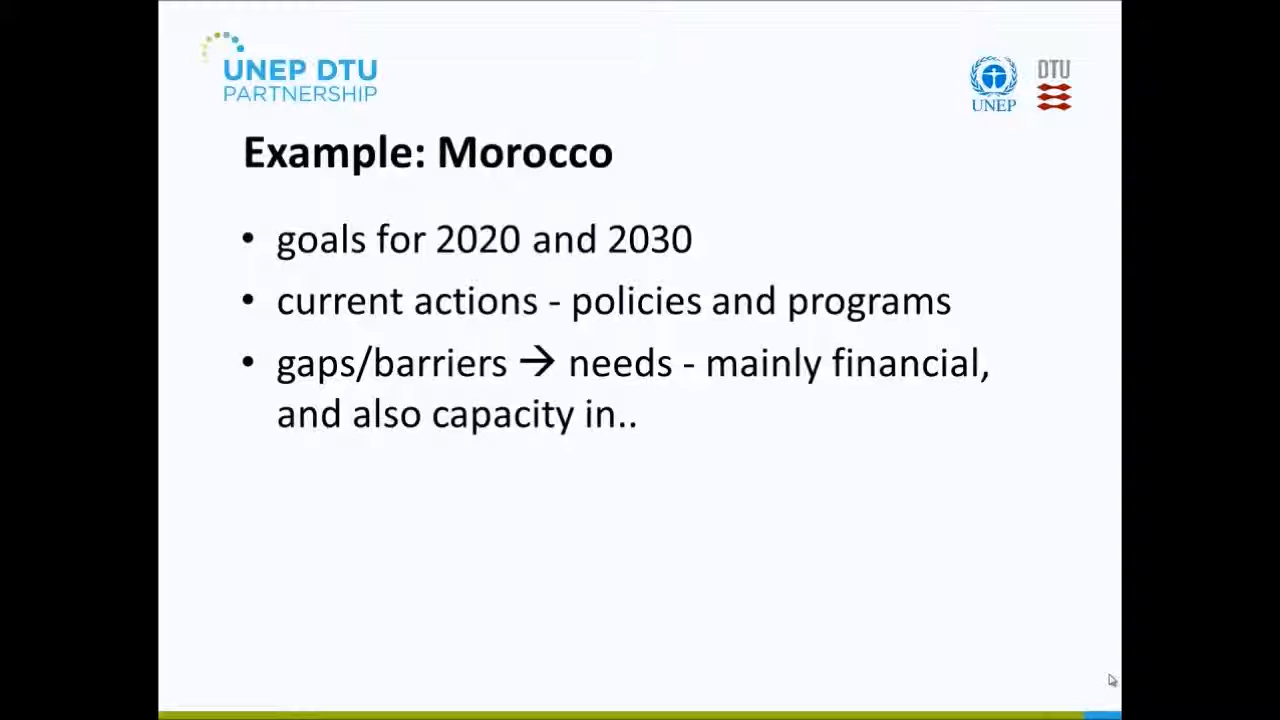 UNEP DTU
PARTNERSHIP
UNEP
DTU
Example: Morocco
• goals for 2020 and 2030
• current actions - policies and programs
• gaps/barriers → needs - mainly financial,
and also capacity in..